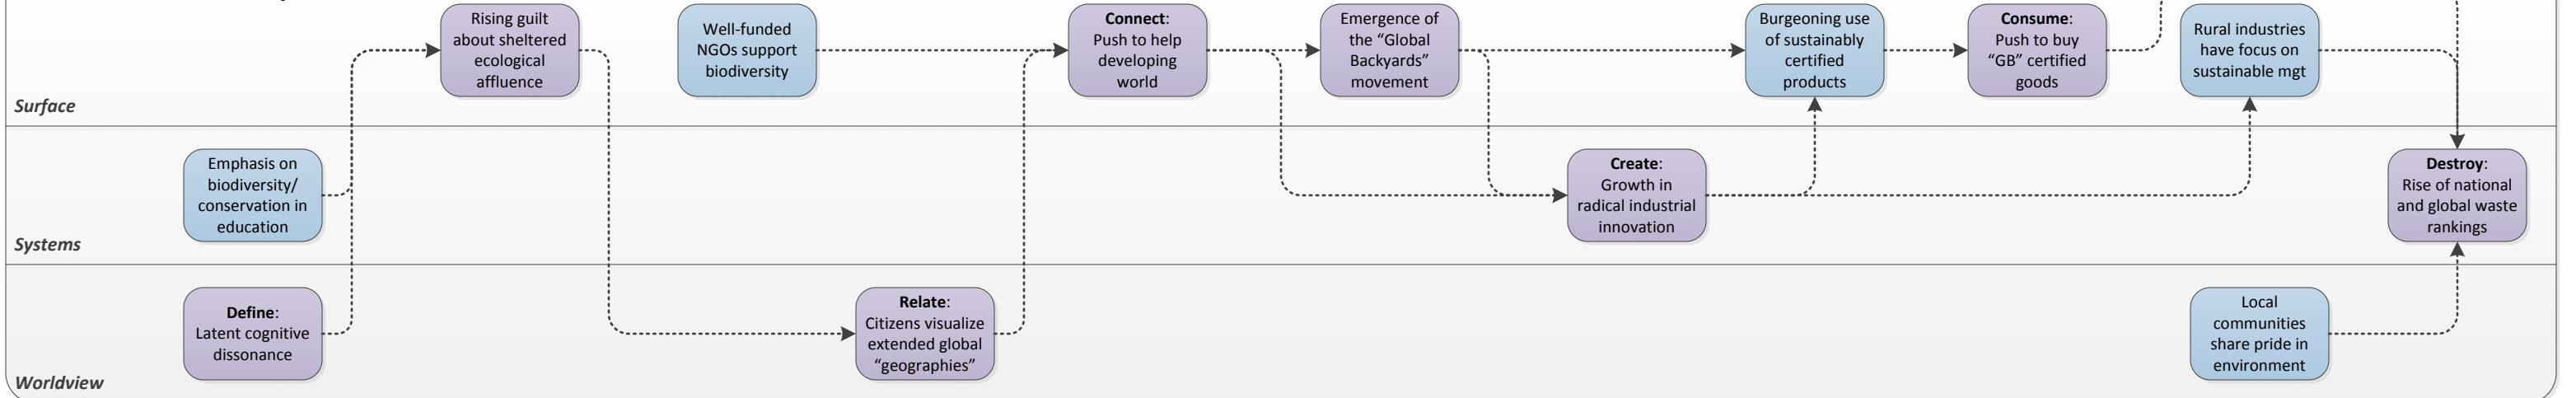 Rising guilt
about sheltered
ecological
affluence
Well-funded
NGOs support
biodiversity
Connect:
Push to help
developing
world
Emergence of
the “Global
Backyards”
movement
Burgeoning use
of sustainably
certified
products
Consume:
Push to buy
“GB” certified
goods
Rural industries
have focus on
sustainable mgt
Surface
Emphasis on
biodiversity/
conservation in
education
Create:
Growth in
radical industrial
innovation
Destroy:
Rise of national
and global waste
rankings
Systems
Define:
Latent cognitive
dissonance
Relate:
Citizens visualize
extended global
“geographies”
Local
communities
share pride in
environment
Worldview